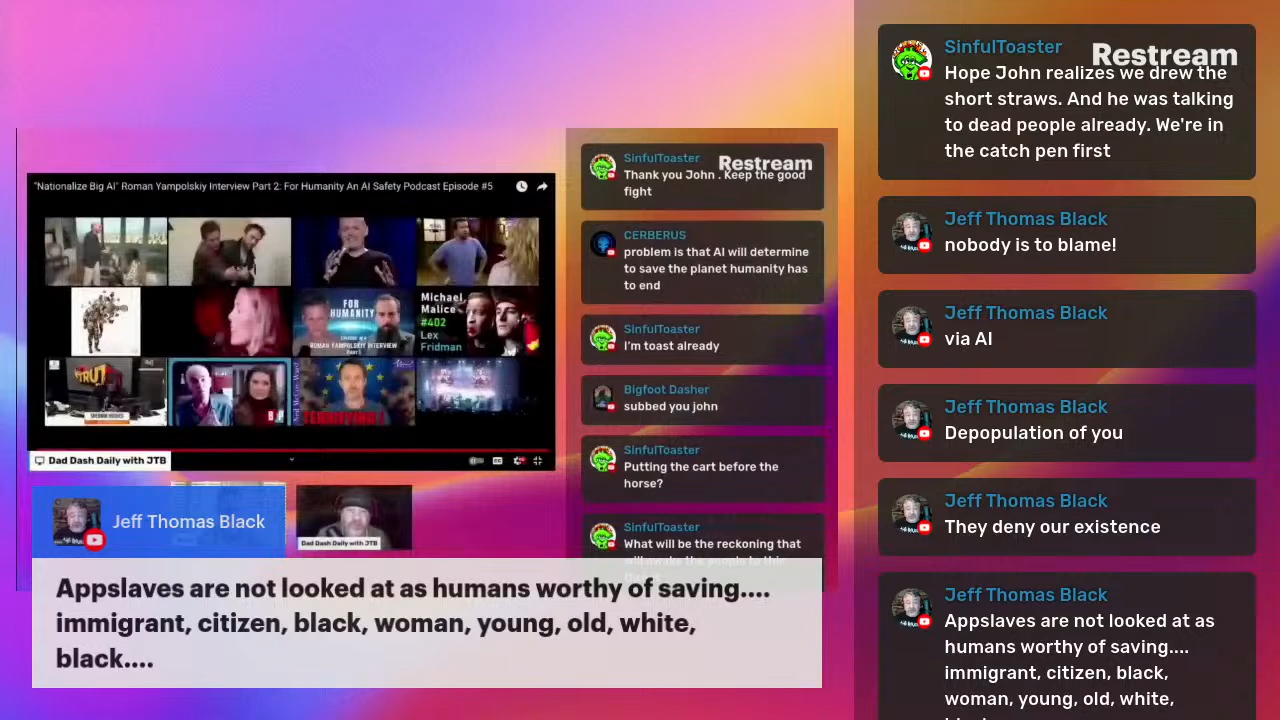 "Nationalize Big AI" Roman Yampolskiy Interview Part 2: For Humanity An AI Safety Podcast Episode #5
FOR
HUMANITY
ROMAN YAMPOLSKIY INTERVIEW
Michael
Malice
#402
Lex
Fridman
Dad Dash Daily with JTB
Dad Dash Daily with JTB
Restream
SinfulToaster
Thank you John . Keep the good
fight
CERBERUS
problem is that AI will determine
to save the planet humanity has
to end
SinfulToaster
I'm toast already
Bigfoot Dasher
subbed you john
SinfulToaster
Putting the cart before the
horse?
SinfulToaster
What will be the reckoning that
Jeff Thomas Black
Appslaves are not looked at as humans worthy of saving....
immigrant, citizen, black, woman, young, old, white,
black....
Restream
SinfulToaster
Hope John realizes we drew the
short straws. And he was talking
to dead people already. We're in
the catch pen first
Jeff Thomas Black
nobody is to blame!
Jeff Thomas Black
via AI
Jeff Thomas Black
Depopulation of you
Jeff Thomas Black
They deny our existence
Jeff Thomas Black
Appslaves are not looked at as
humans worthy of saving....
immigrant, citizen, black,
woman, young, old, white,